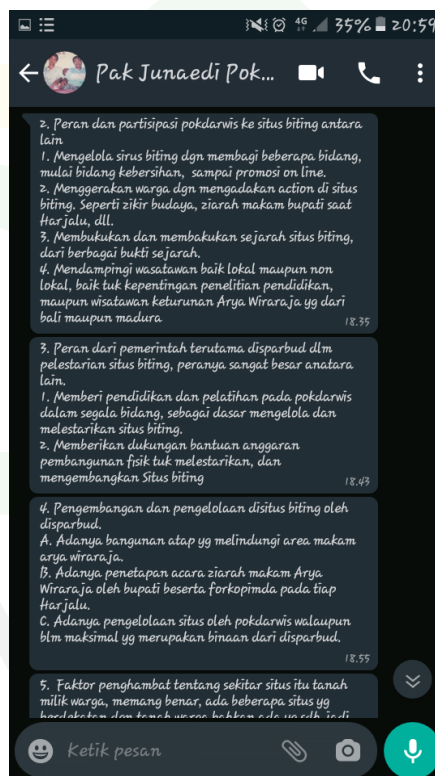 4G 35% 20:59
Pak Junaedi Pok...
2. Peran dan partisipasi pokdarwis ke situs biting antara
lain
1. Mengelola sirus biting dgn membagi beberapa bidang,
mulai bidang kebersihan, sampai promosi on line.
2. Menggerakan warga dgn mengadakan action di situs
biting. Seperti zikir budaya, ziarah makam bupati saat
Harjalu, dll.
3. Membukukan dan membakukan sejarah situs biting,
dari berbagai bukti sejarah.
4. Mendampingi wasatawan baik lokal maupun non
lokal, baik tuk kepentingan penelitian pendidikan,
maupun wisatawan keturunan Arya Wiraraja yg dari
bali maupun madura
18.35
3. Peran dari pemerintah terutama disparbud dlm
pelestarian situs biting, peranya sangat besar anatara
lain.
1. Memberi pendidikan dan pelatihan pada pokdarwis
dalam segala bidang, sebagai dasar mengelola dan
melestarikan situs biting.
2. Memberikan dukungan bantuan anggaran
pembangunan fisik tuk melestarikan, dan
mengembangkan Situs biting
18.43
4. Pengembangan dan pengelolaan disitus biting oleh
disparbud.
A. Adanya bangunan atap yg melindungi area makam
arya wiraraja.
B. Adanya penetapan acara ziarah makam Arya
Wiraraja oleh bupati beserta forkopimda pada tiap
Harjalu.
C. Adanya pengelolaan situs oleh pokdarwis walaupun
blm maksimal yg merupakan binaan dari disparbud.
18.55
5. Faktor penghambat tentang sekitar situs itu tanah
milik warga, memang benar, ada beberapa situs yg
berdekatan dgn tanah warga bahkan ada yg sdh jadi
Ketik pesan